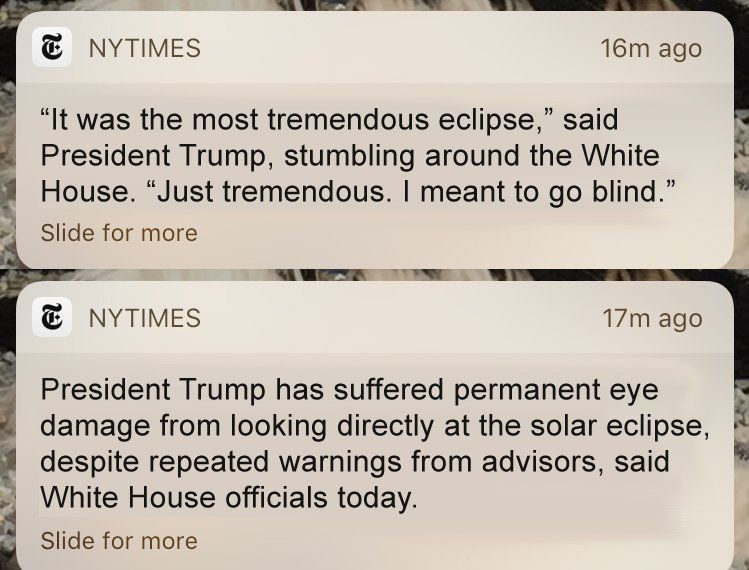 NYTIMES 16m ago
“It was the most tremendous eclipse,” said
President Trump, stumbling around the White
House. “Just tremendous. I meant to go blind.”
Slide for more
NYTIMES 17m ago
President Trump has suffered permanent eye
damage from looking directly at the solar eclipse,
despite repeated warnings from advisors, said
White House officials today.
Slide for more